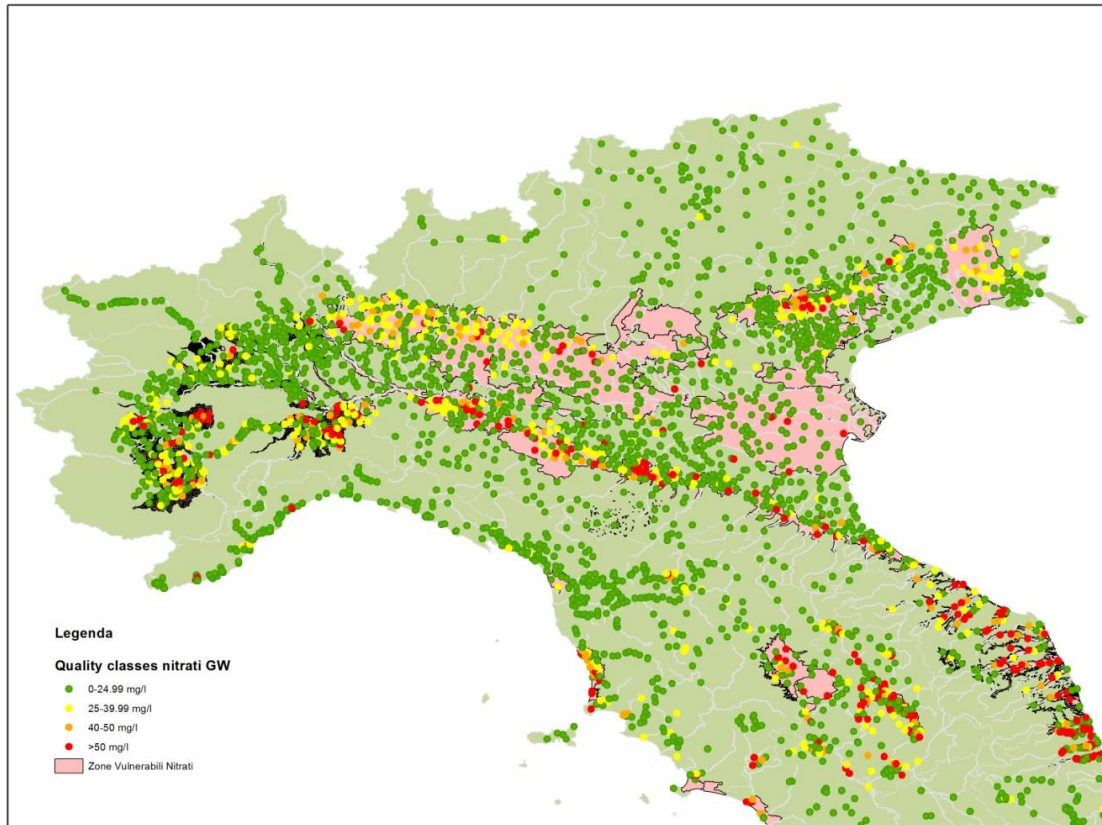 Legenda
Quality classes nitrati GW
0-24.99 mg/l
25-39.99 mg/l
40-50 mg/l
>50 mg/l
Zone Vulnerabili Nitrati